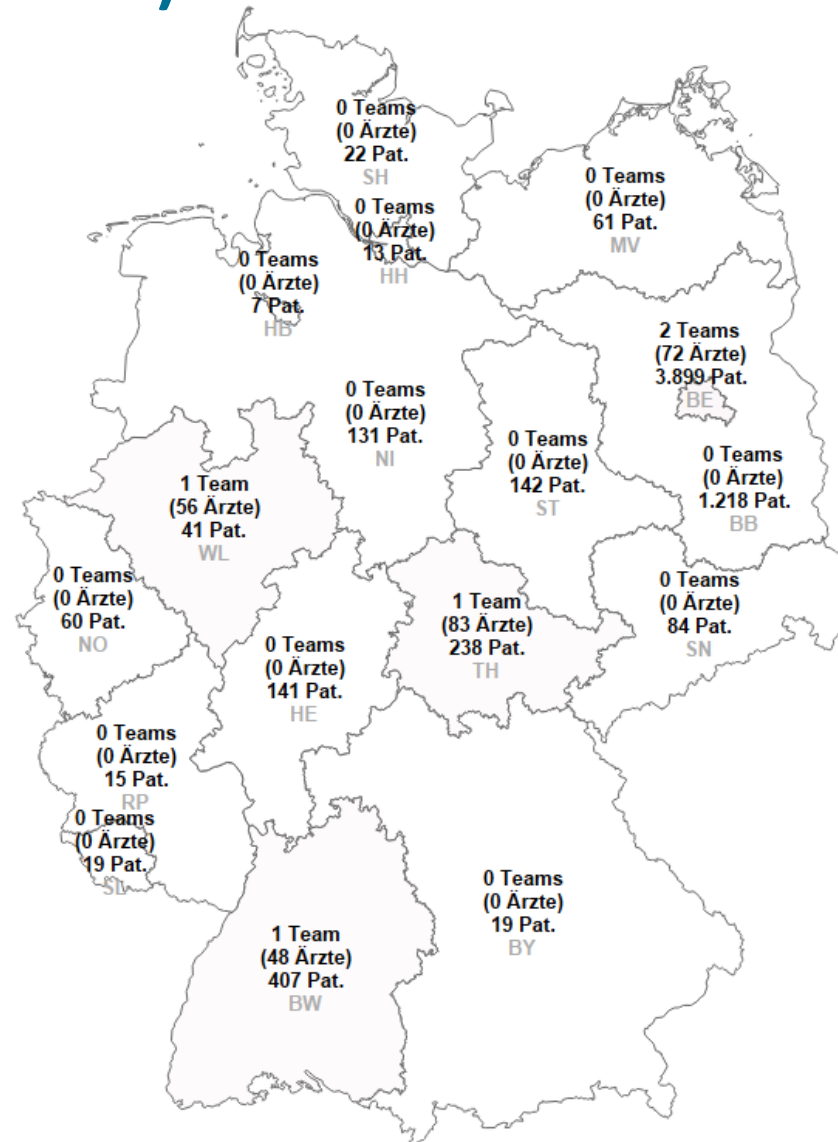 0 Teams
(0 Ärzte)
22 Pat.
SH
0 Teams
(0 Ärzte)
61 Pat.
MV
0 Teams
(0 Ärzte)
13 Pat.
HH
0 Teams
(0 Ärzte)
7 Pat.
HB
2 Teams
(72 Ärzte)
3.899 Pat.
BE
0 Teams
(0 Ärzte)
131 Pat.
NI
0 Teams
(0 Ärzte)
142 Pat.
ST
0 Teams
(0 Ärzte)
1.218 Pat.
BB
1 Team
(56 Ärzte)
41 Pat.
WL
0 Teams
(0 Ärzte)
60 Pat.
NO
0 Teams
(0 Ärzte)
141 Pat.
HE
1 Team
(83 Ärzte)
238 Pat.
TH
0 Teams
(0 Ärzte)
84 Pat.
SN
0 Teams
(0 Ärzte)
15 Pat.
RP
0 Teams
(0 Ärzte)
19 Pat.
SL
1 Team
(48 Ärzte)
407 Pat.
BW
0 Teams
(0 Ärzte)
19 Pat.
BY